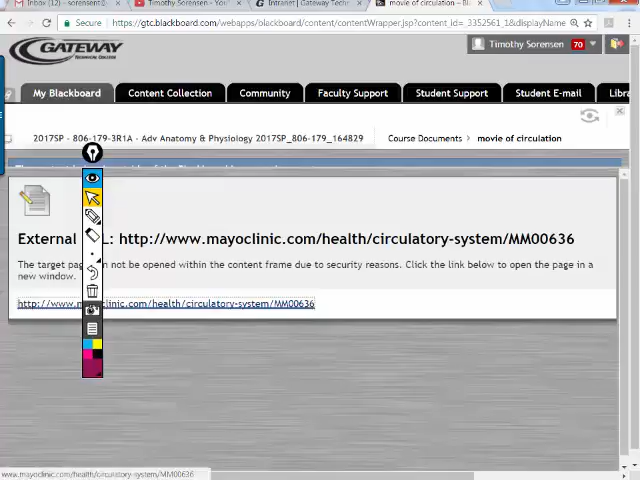 Inbox (12) - sorensent@
Timothy Sorensen - You
Intranet | Gateway Techn
movie of circulation – Bl
https://gtc.blackboard.com/webapps/blackboard/content/contentWrapper.jsp?content_id=_3352561_1&displayName
GATEWAY
TECHNICAL COLLEGE
Timothy Sorensen 70
My Blackboard
Content Collection
Community
Faculty Support
Student Support
Student E-mail
Libra
2017SP - 806-179-3R1A - Adv Anatomy & Physiology 2017SP_806-179_164829
Course Documents
movie of circulation
External RL: http://www.mayoclinic.com/health/circulatory-system/MM00636
The target pag an not be opened within the content frame due to security reasons. Click the link below to open the page in a
new window.
http://www.mayoclinic.com/health/circulatory-system/MM00636
www.mayoclinic.com/health/circulatory-system/MM00636